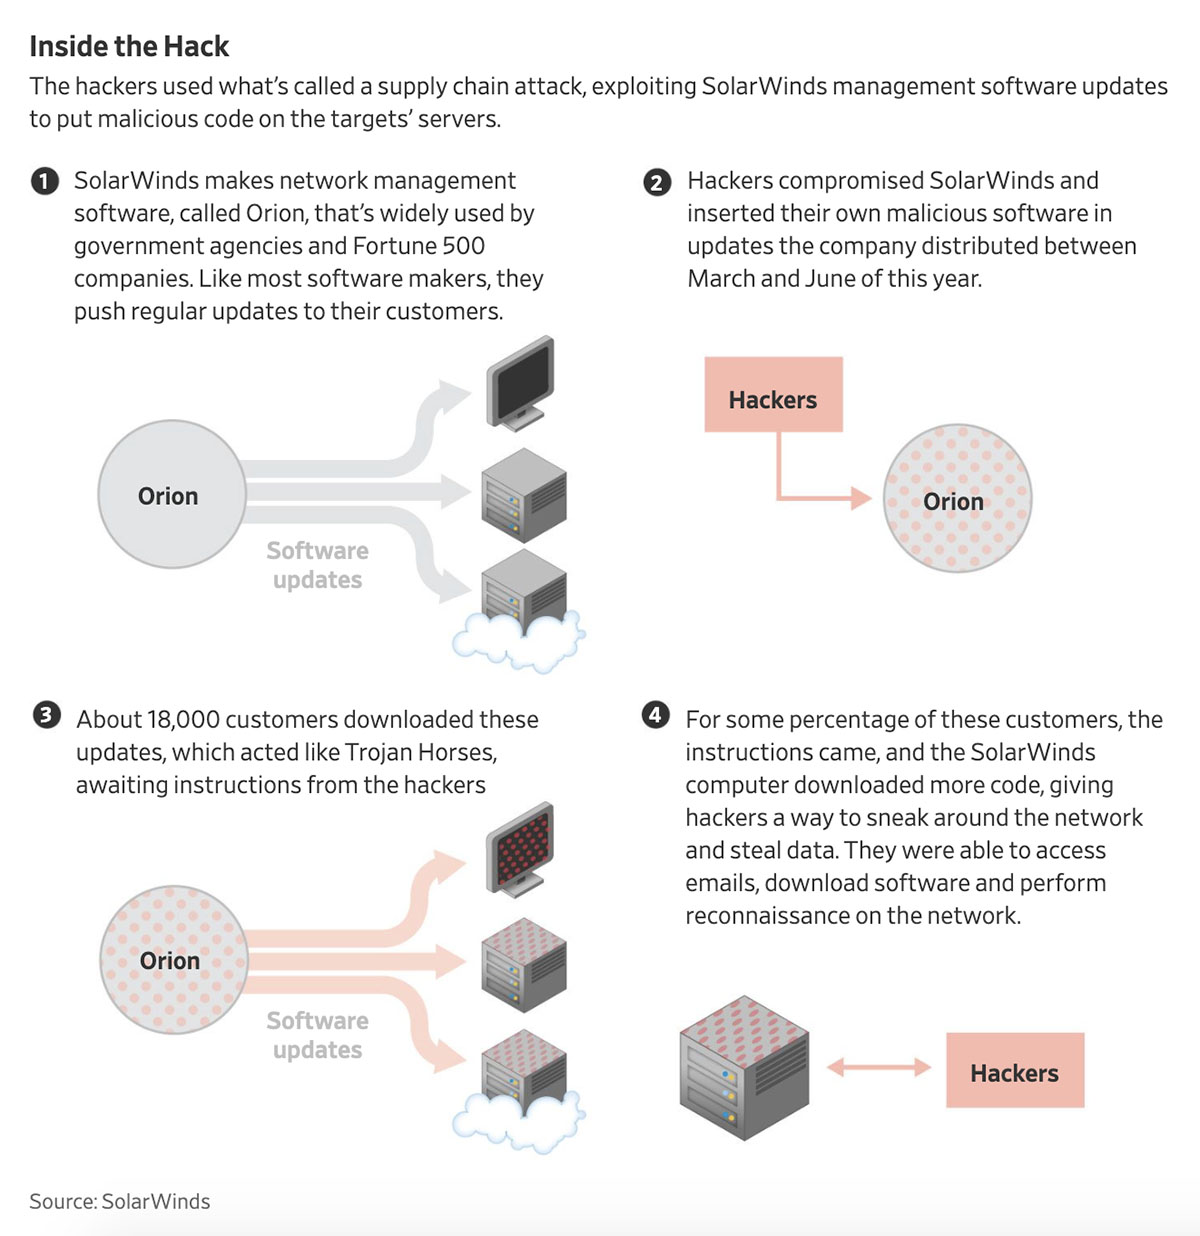 Inside the Hack
The hackers used what's called a supply chain attack, exploiting SolarWinds management software updates
to put malicious code on the targets' servers.
1 SolarWinds makes network management
software, called Orion, that's widely used by
government agencies and Fortune 500
companies. Like most software makers, they
push regular updates to their customers.
Orion
Software
updates
2 Hackers compromised SolarWinds and
inserted their own malicious software in
updates the company distributed between
March and June of this year.
Hackers
Orion
3 About 18,000 customers downloaded these
updates, which acted like Trojan Horses,
awaiting instructions from the hackers
Orion
Software
updates
4 For some percentage of these customers, the
instructions came, and the SolarWinds
computer downloaded more code, giving
hackers a way to sneak around the network
and steal data. They were able to access
emails, download software and perform
reconnaissance on the network.
Hackers
Source: SolarWinds